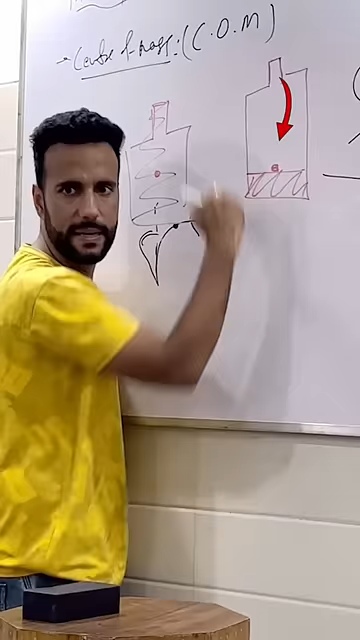 → Centre of mass: (C.O.M)